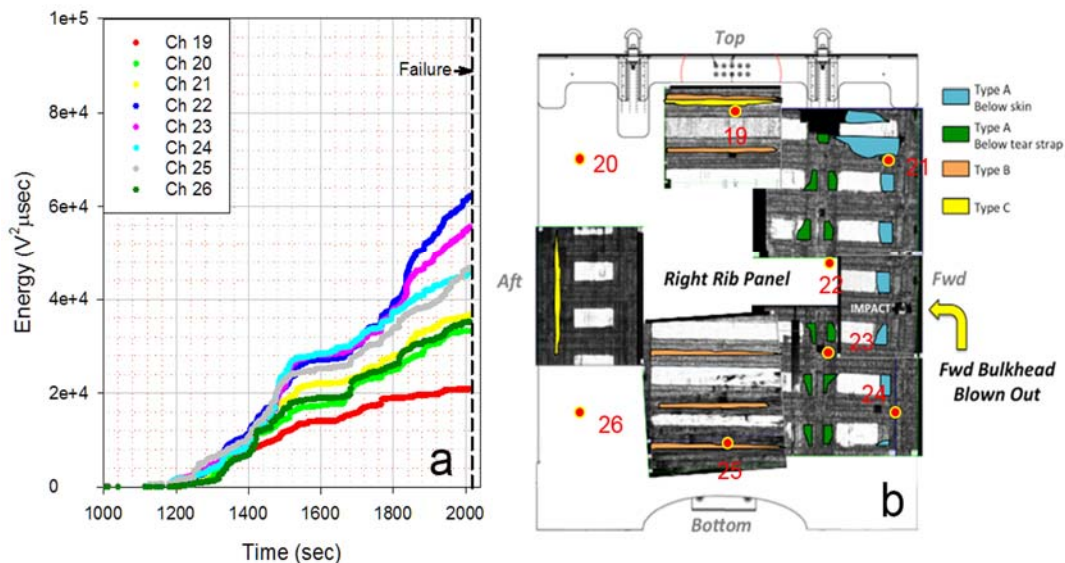 1e+5
8e+4
6e+4
4e+4
2e+4
0
Energy (V²μsec)
Ch 19
Ch 20
Ch 21
Ch 22
Ch 23
Ch 24
Ch 25
Ch 26
Failure
a
1000 1200 1400 1600 1800 2000
Time (sec)
Top
19
20
21
Type A
Below skin
Type A
Below tear strap
Type B
Type C
Aft
Right Rib Panel
22
Fwd
IMPACT
23
Fwd Bulkhead
Blown Out
24
26
25
b
Bottom